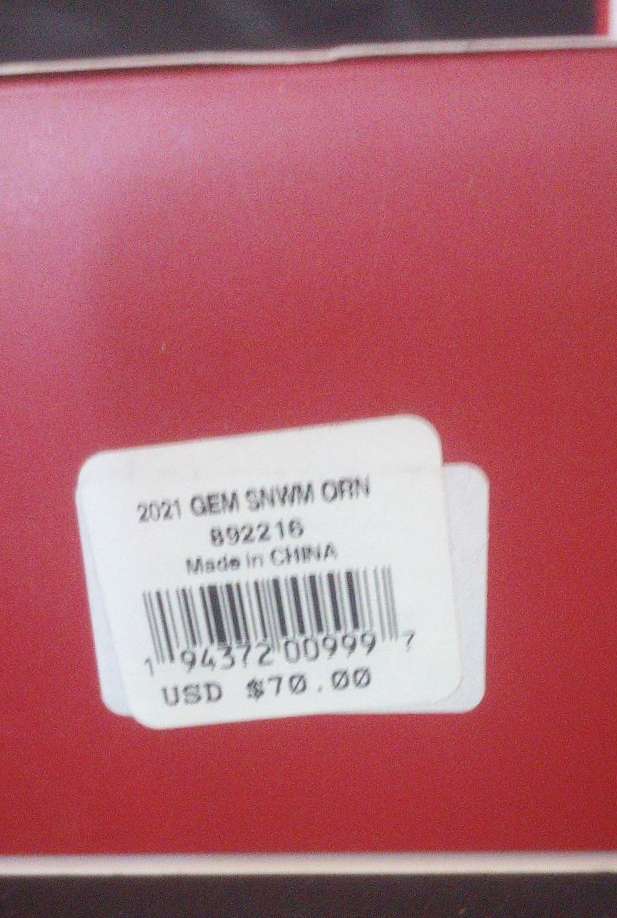 2021 GEM SNWM ORN
892216
Made in CHINA
1 94372 00999 7
USD $70.00